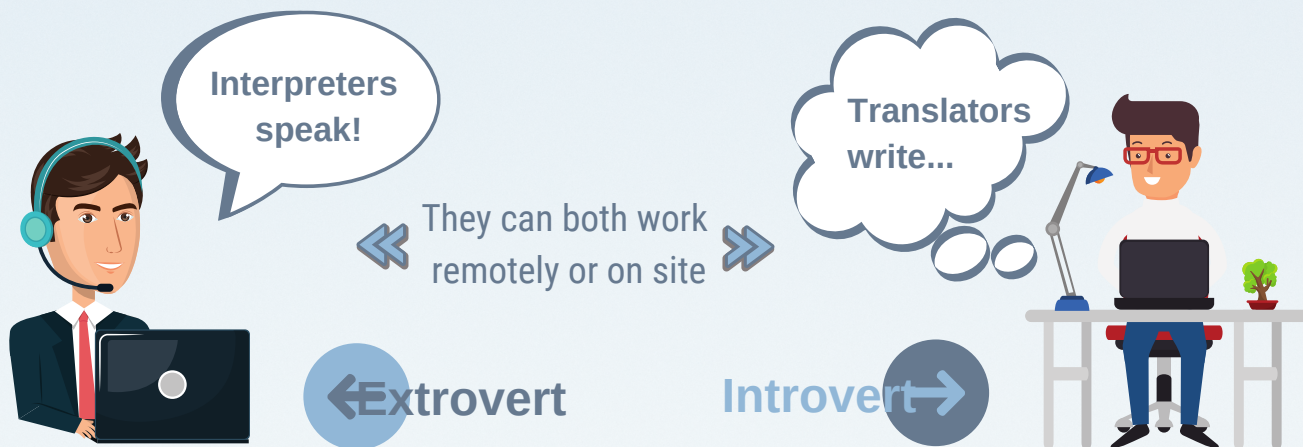 Interpreters
speak!
Translators
write...
They can both work
remotely or on site
Extrovert
Introvert